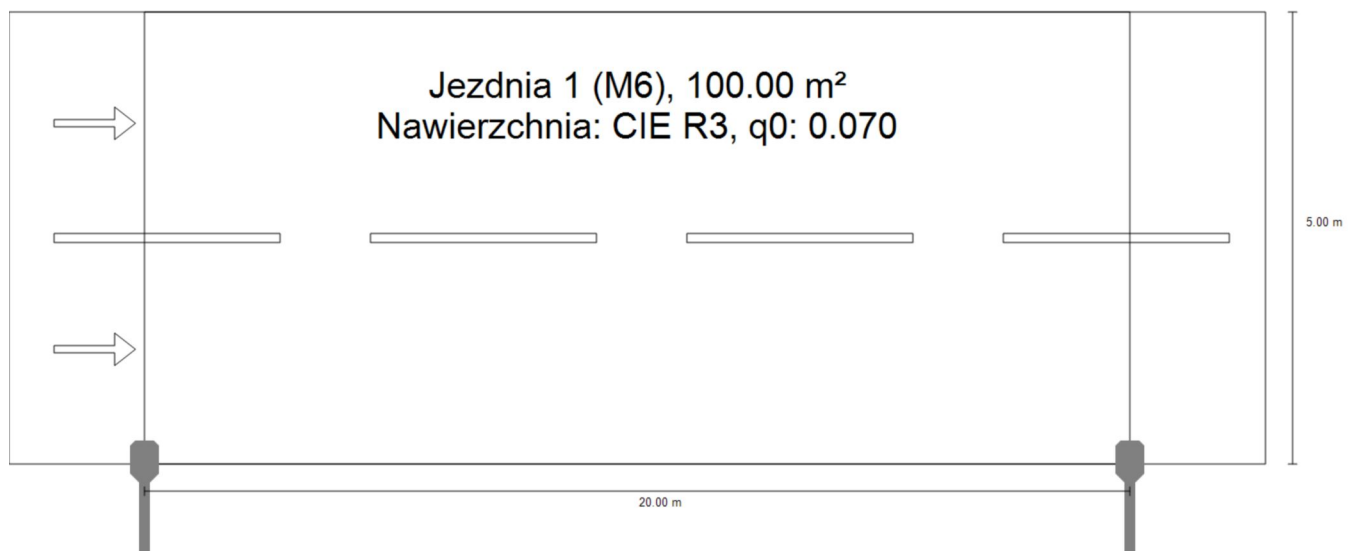 Jezdnia 1 (M6), 100.00 m²
Nawierzchnia: CIE R3, q0: 0.070
5.00 m
20.00 m